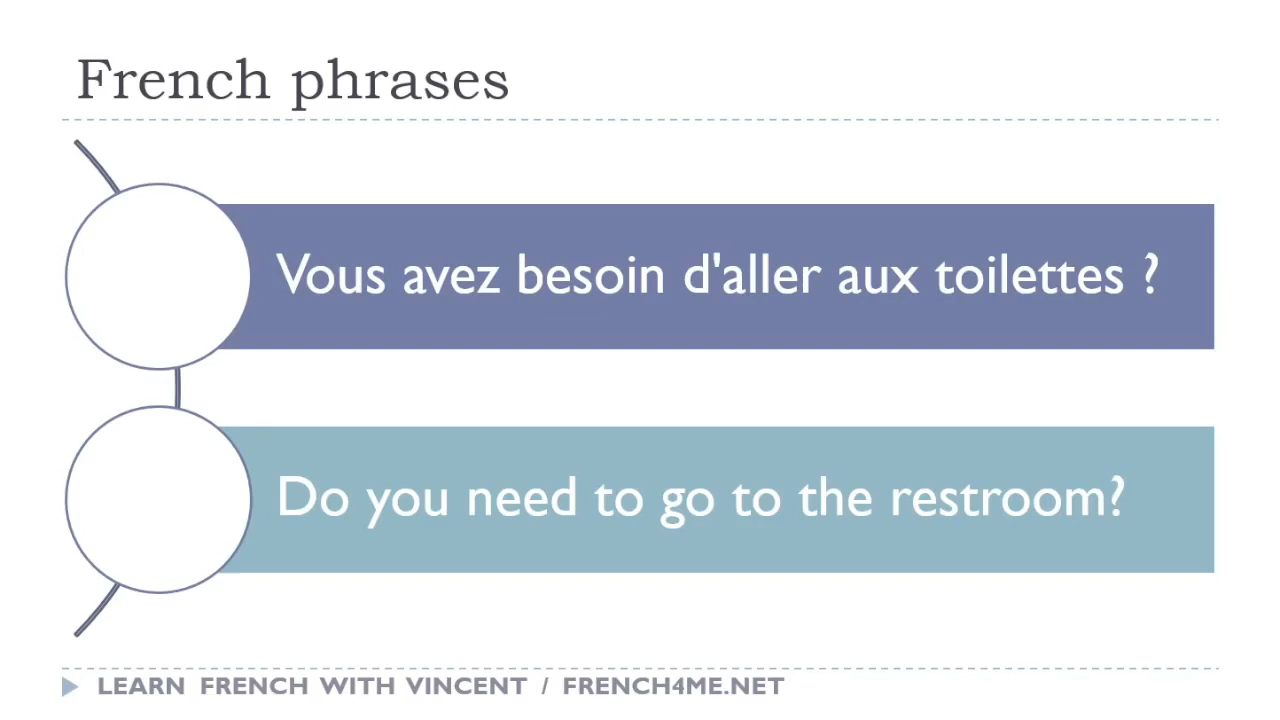 French phrases
Vous avez besoin d'aller aux toilettes ?
Do you need to go to the restroom?
LEARN FRENCH WITH VINCENT / FRENCH4ME.NET